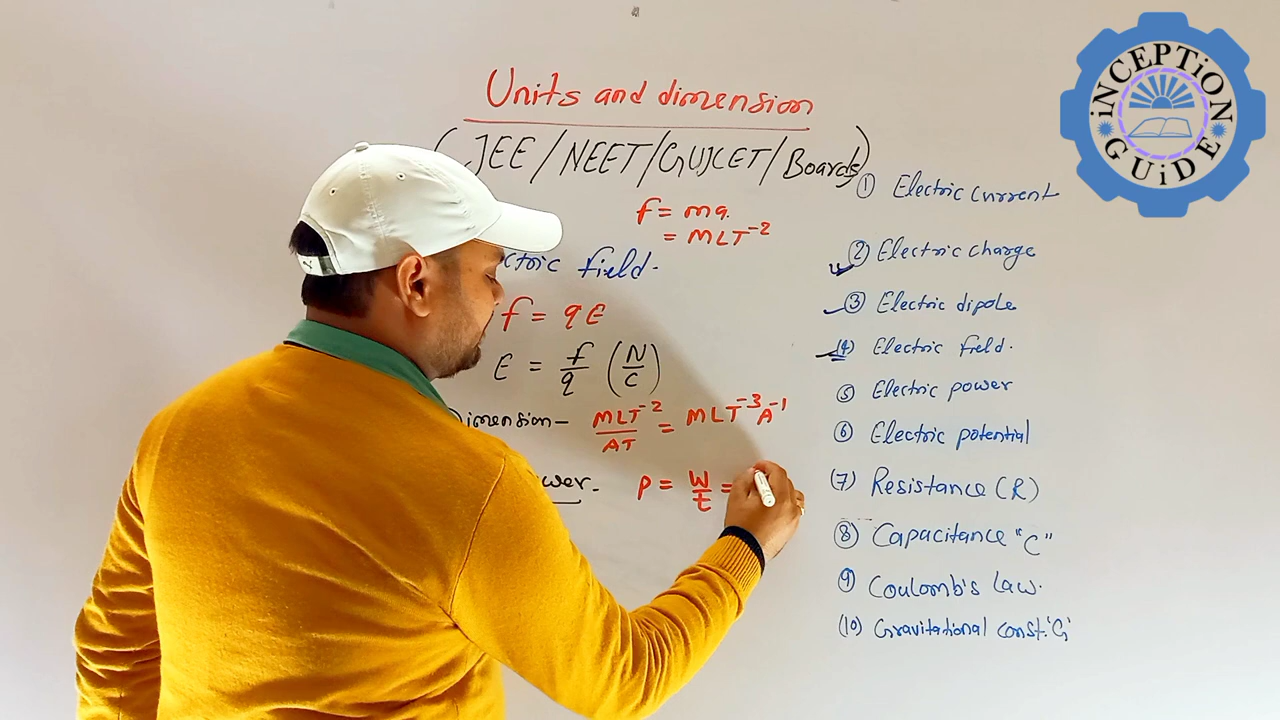 Units and dimension
(JEE/NEET/GUJCET/Boards)
f = ma.
= MLT⁻²
field.
f = qE
E = f/q (N/C)
Dimension- MLT⁻²/AT = MLT⁻³A⁻¹
P = W/t =
① Electric current
② Electric charge
③ Electric dipole
(4) Electric field.
⑤ Electric power
⑥ Electric potential
(7) Resistance (R)
⑧ Capacitance "C"
⑨ Coulomb's Law.
(10) Gravitational const. 'G'
iNCEPTiON
GUiDE